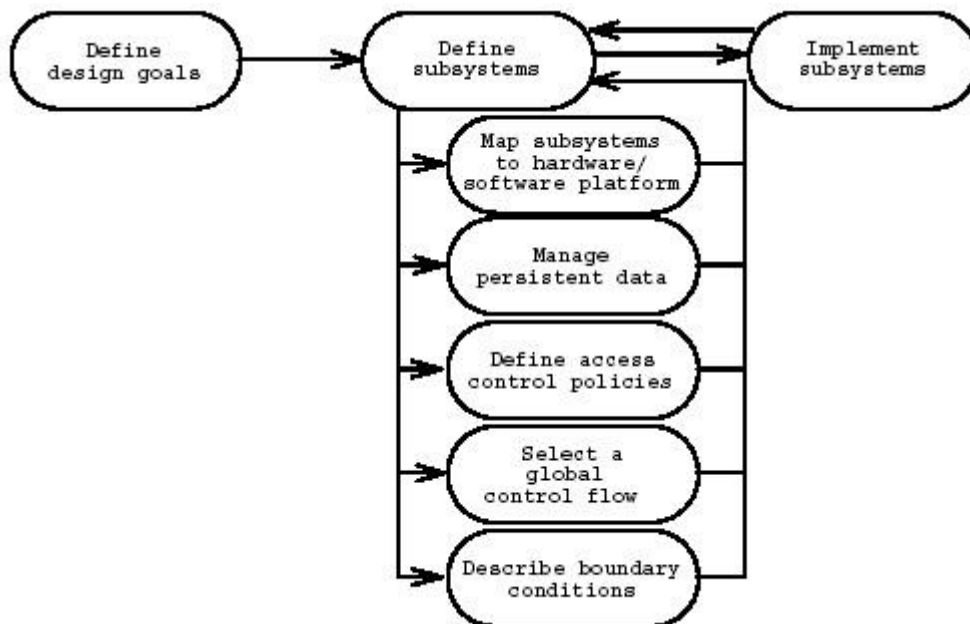 Define
design goals
Define
subsystems
Implement
subsystems
Map subsystems
to hardware/
software platform
Manage
persistent data
Define access
control policies
Select a
global
control flow
Describe boundary
conditions